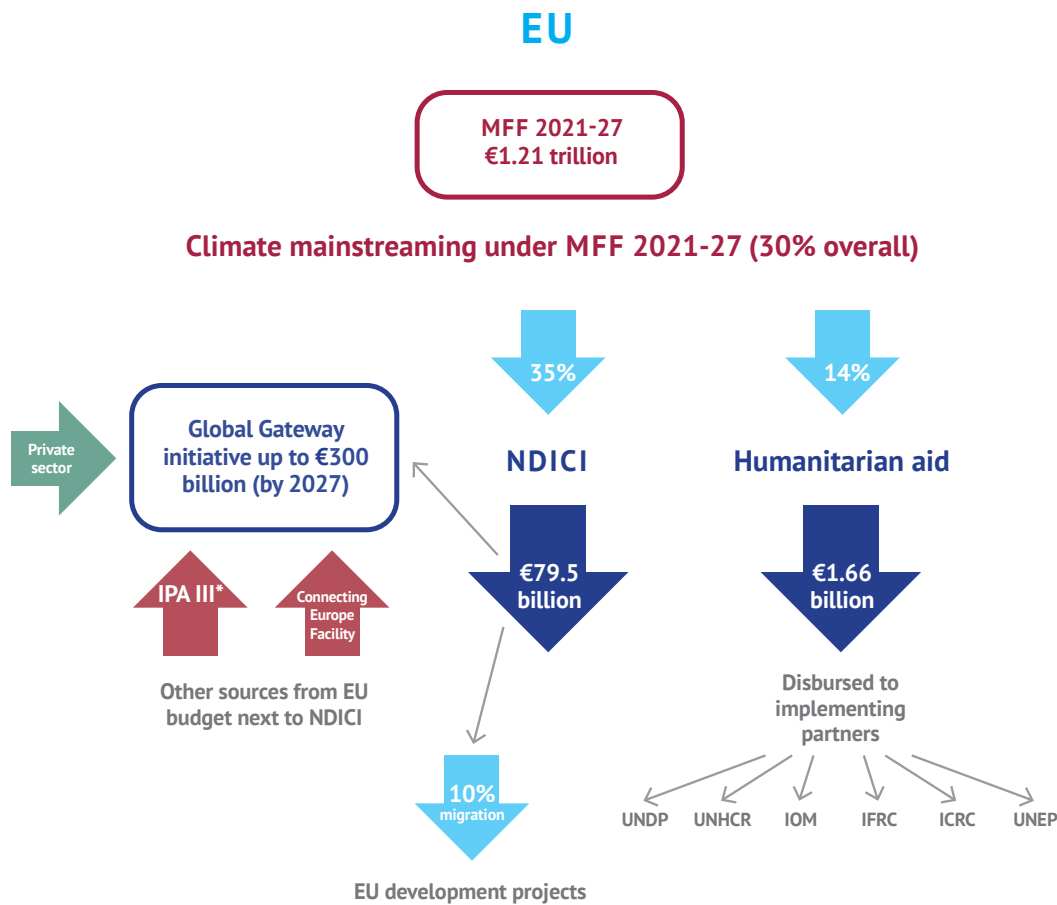 EU
MFF 2021-27
€1.21 trillion
Climate mainstreaming under MFF 2021-27 (30% overall)
35%
14%
Private
sector
Global Gateway
initiative up to €300
billion (by 2027)
NDICI
Humanitarian aid
IPA III*
Connecting
Europe
Facility
€79.5
billion
€1.66
billion
Other sources from EU
budget next to NDICI
Disbursed to
implementing
partners
10%
migration
UNDP
UNHCR
IOM
IFRC
ICRC
UNEP
EU development projects